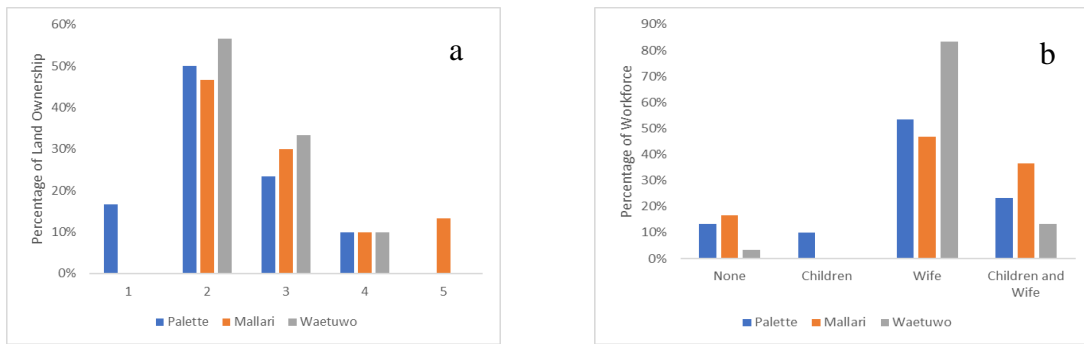 a
Percentage of Land Ownership
60%
50%
40%
30%
20%
10%
0%
1 2 3 4 5
Palette Mallari Waetuwo
b
Percentage of Workforce
90%
80%
70%
60%
50%
40%
30%
20%
10%
0%
None Children Wife Children and
Wife
Palette Mallari Waetuwo